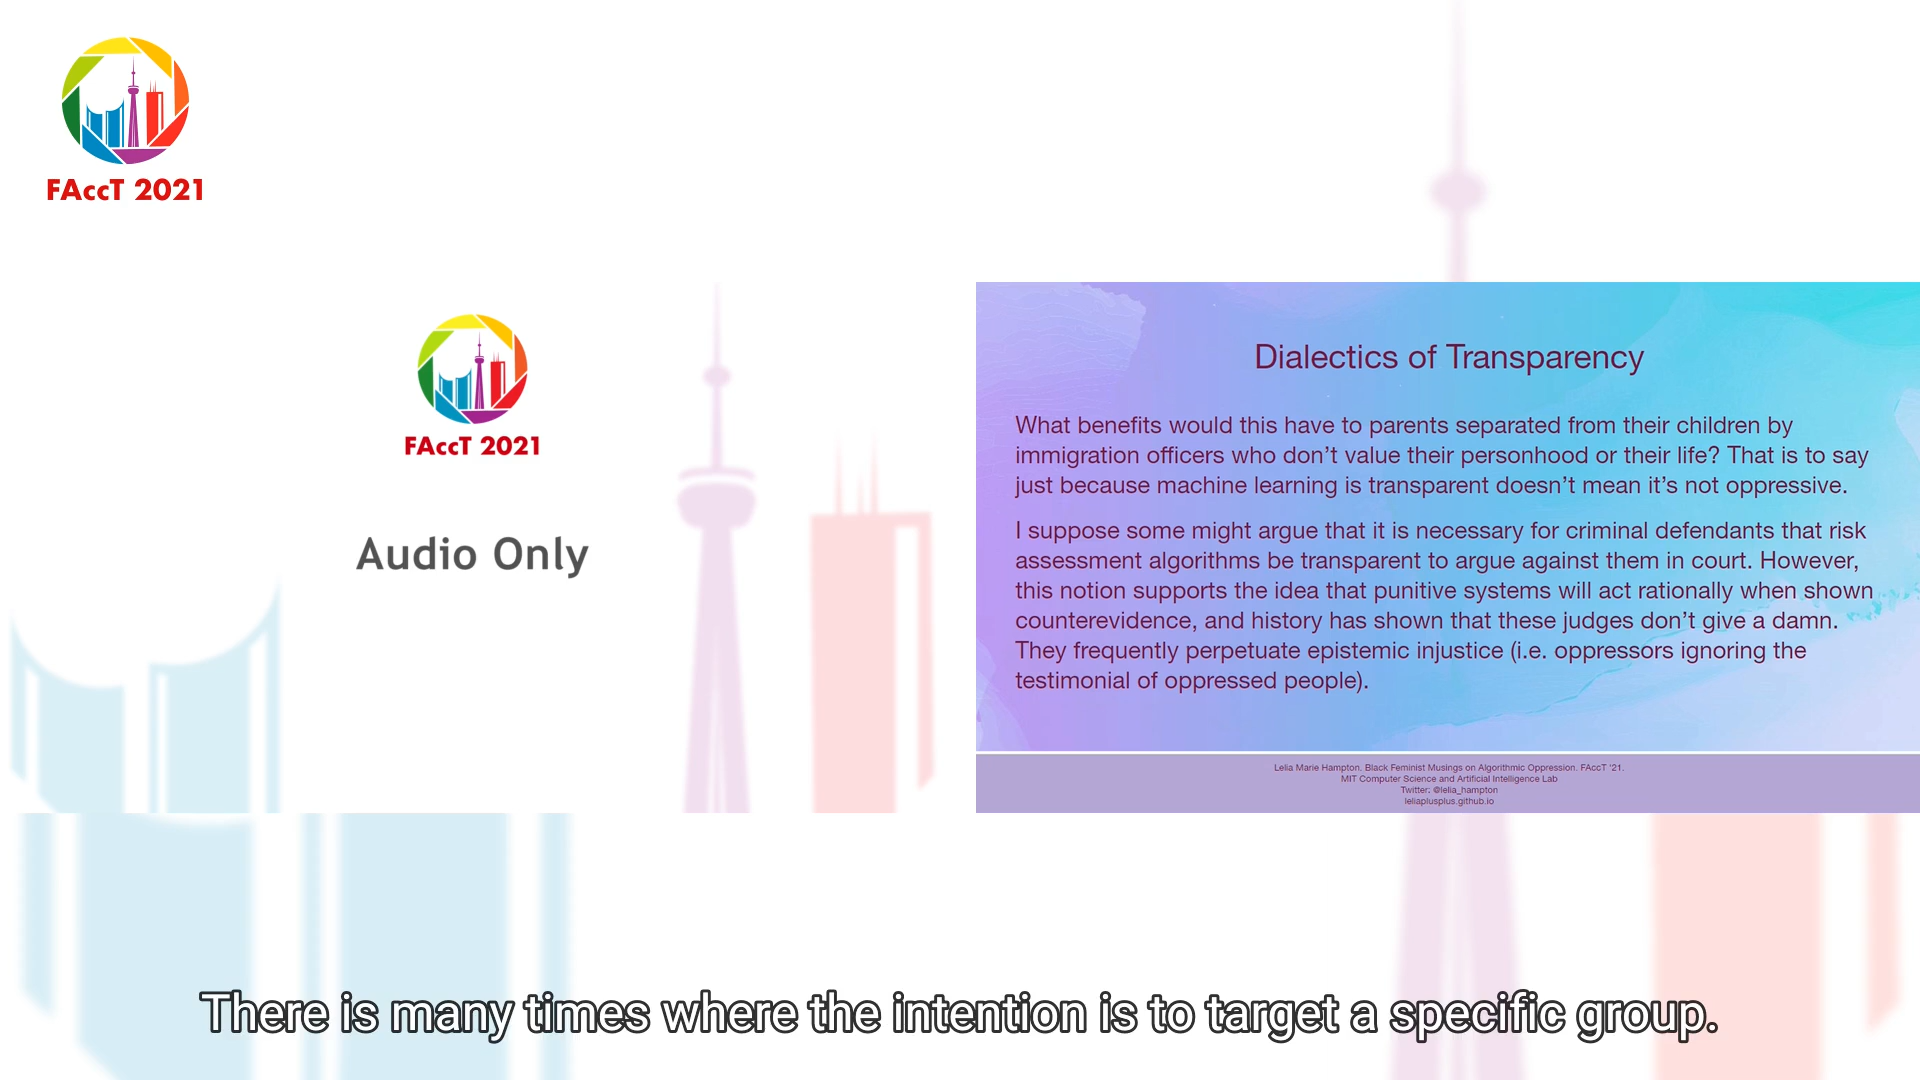 FAccT 2021
FAccT 2021
Audio Only
Dialectics of Transparency
What benefits would this have to parents separated from their children by
immigration officers who don’t value their personhood or their life? That is to say
just because machine learning is transparent doesn’t mean it’s not oppressive.
I suppose some might argue that it is necessary for criminal defendants that risk
assessment algorithms be transparent to argue against them in court. However,
this notion supports the idea that punitive systems will act rationally when shown
counterevidence, and history has shown that these judges don’t give a damn.
They frequently perpetuate epistemic injustice (i.e. oppressors ignoring the
testimonial of oppressed people).
Lelia Marie Hampton. Black Feminist Musings on Algorithmic Oppression. FAccT ’21.
MIT Computer Science and Artificial Intelligence Lab
Twitter: @lelia_hampton
leliaplusplus.github.io
There is many times where the intention is to target a specific group.